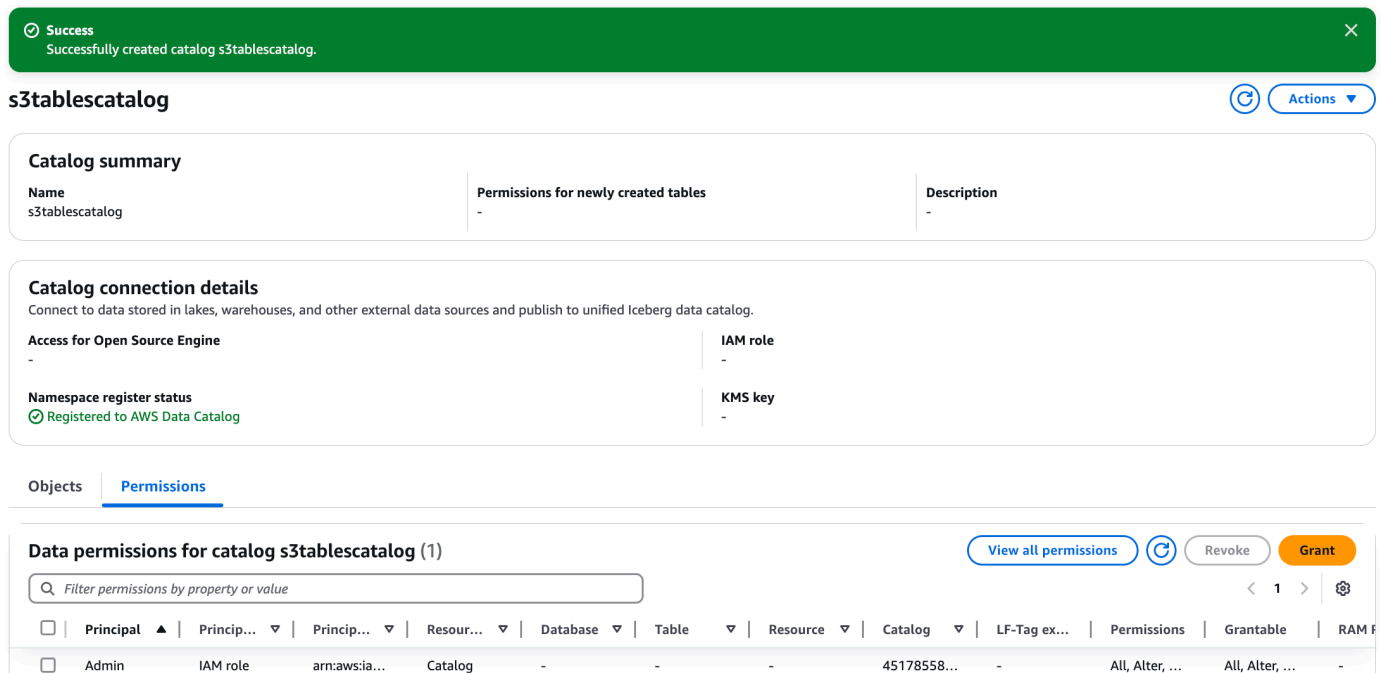 Success
Successfully created catalog s3tablescatalog.
s3tablescatalog
Actions
Catalog summary
Name
s3tablescatalog
Permissions for newly created tables
-
Description
-
Catalog connection details
Connect to data stored in lakes, warehouses, and other external data sources and publish to unified Iceberg data catalog.
Access for Open Source Engine
-
IAM role
-
Namespace register status
Registered to AWS Data Catalog
KMS key
-
Objects Permissions
Data permissions for catalog s3tablescatalog (1)
View all permissions Revoke Grant
Filter permissions by property or value
1
Principal Princip... Princip... Resour... Database Table Resource Catalog LF-Tag ex... Permissions Grantable RAM
Admin IAM role arn:aws:ia... Catalog - - - 45178558... - All, Alter, ... All, Alter, ... -